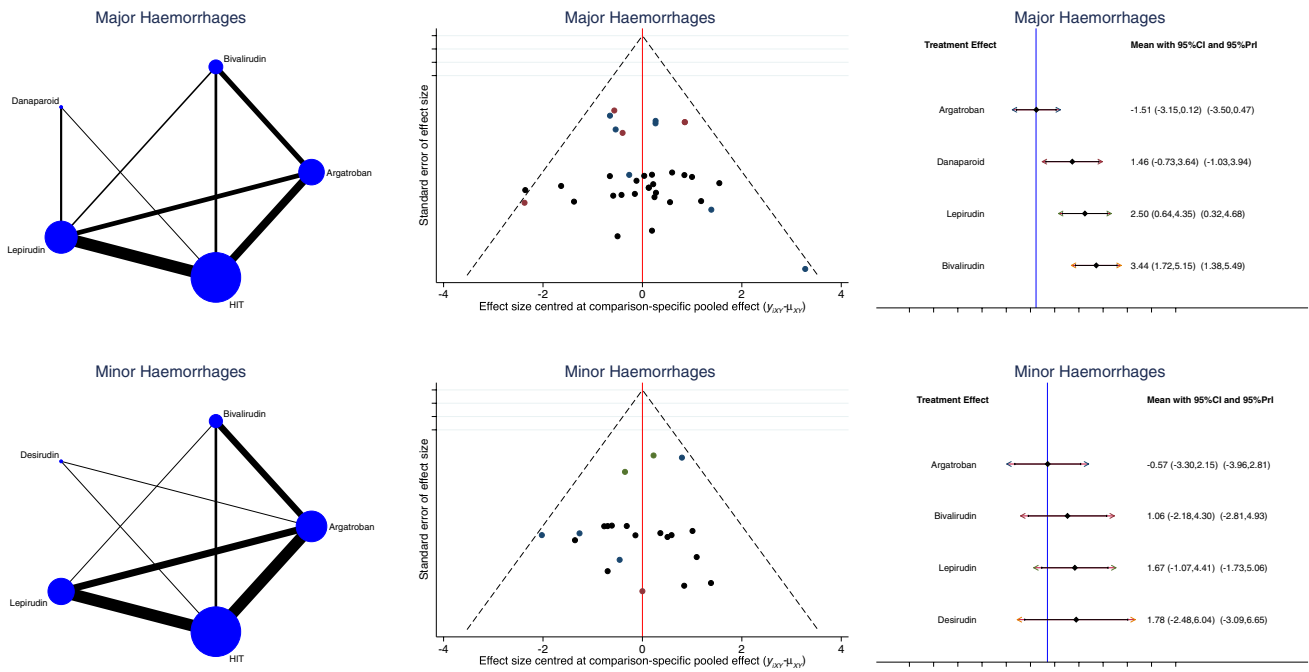 Major Haemorrhages
Bivalirudin
Danaparoid
Argatroban
Lepirudin
HIT
Major Haemorrhages
Standard error of effect size
-4
-2
0
2
4
Effect size centred at comparison-specific pooled effect (yiXY-μXY)
Major Haemorrhages
Treatment Effect Mean with 95%CI and 95%PrI
Argatroban -1.51 (-3.15,0.12) (-3.50,0.47)
Danaparoid 1.46 (-0.73,3.64) (-1.03,3.94)
Lepirudin 2.50 (0.64,4.35) (0.32,4.68)
Bivalirudin 3.44 (1.72,5.15) (1.38,5.49)
Minor Haemorrhages
Bivalirudin
Desirudin
Argatroban
Lepirudin
HIT
Minor Haemorrhages
Standard error of effect size
-4
-2
0
2
4
Effect size centred at comparison-specific pooled effect (yiXY-μXY)
Minor Haemorrhages
Treatment Effect Mean with 95%CI and 95%PrI
Argatroban -0.57 (-3.30,2.15) (-3.96,2.81)
Bivalirudin 1.06 (-2.18,4.30) (-2.81,4.93)
Lepirudin 1.67 (-1.07,4.41) (-1.73,5.06)
Desirudin 1.78 (-2.48,6.04) (-3.09,6.65)